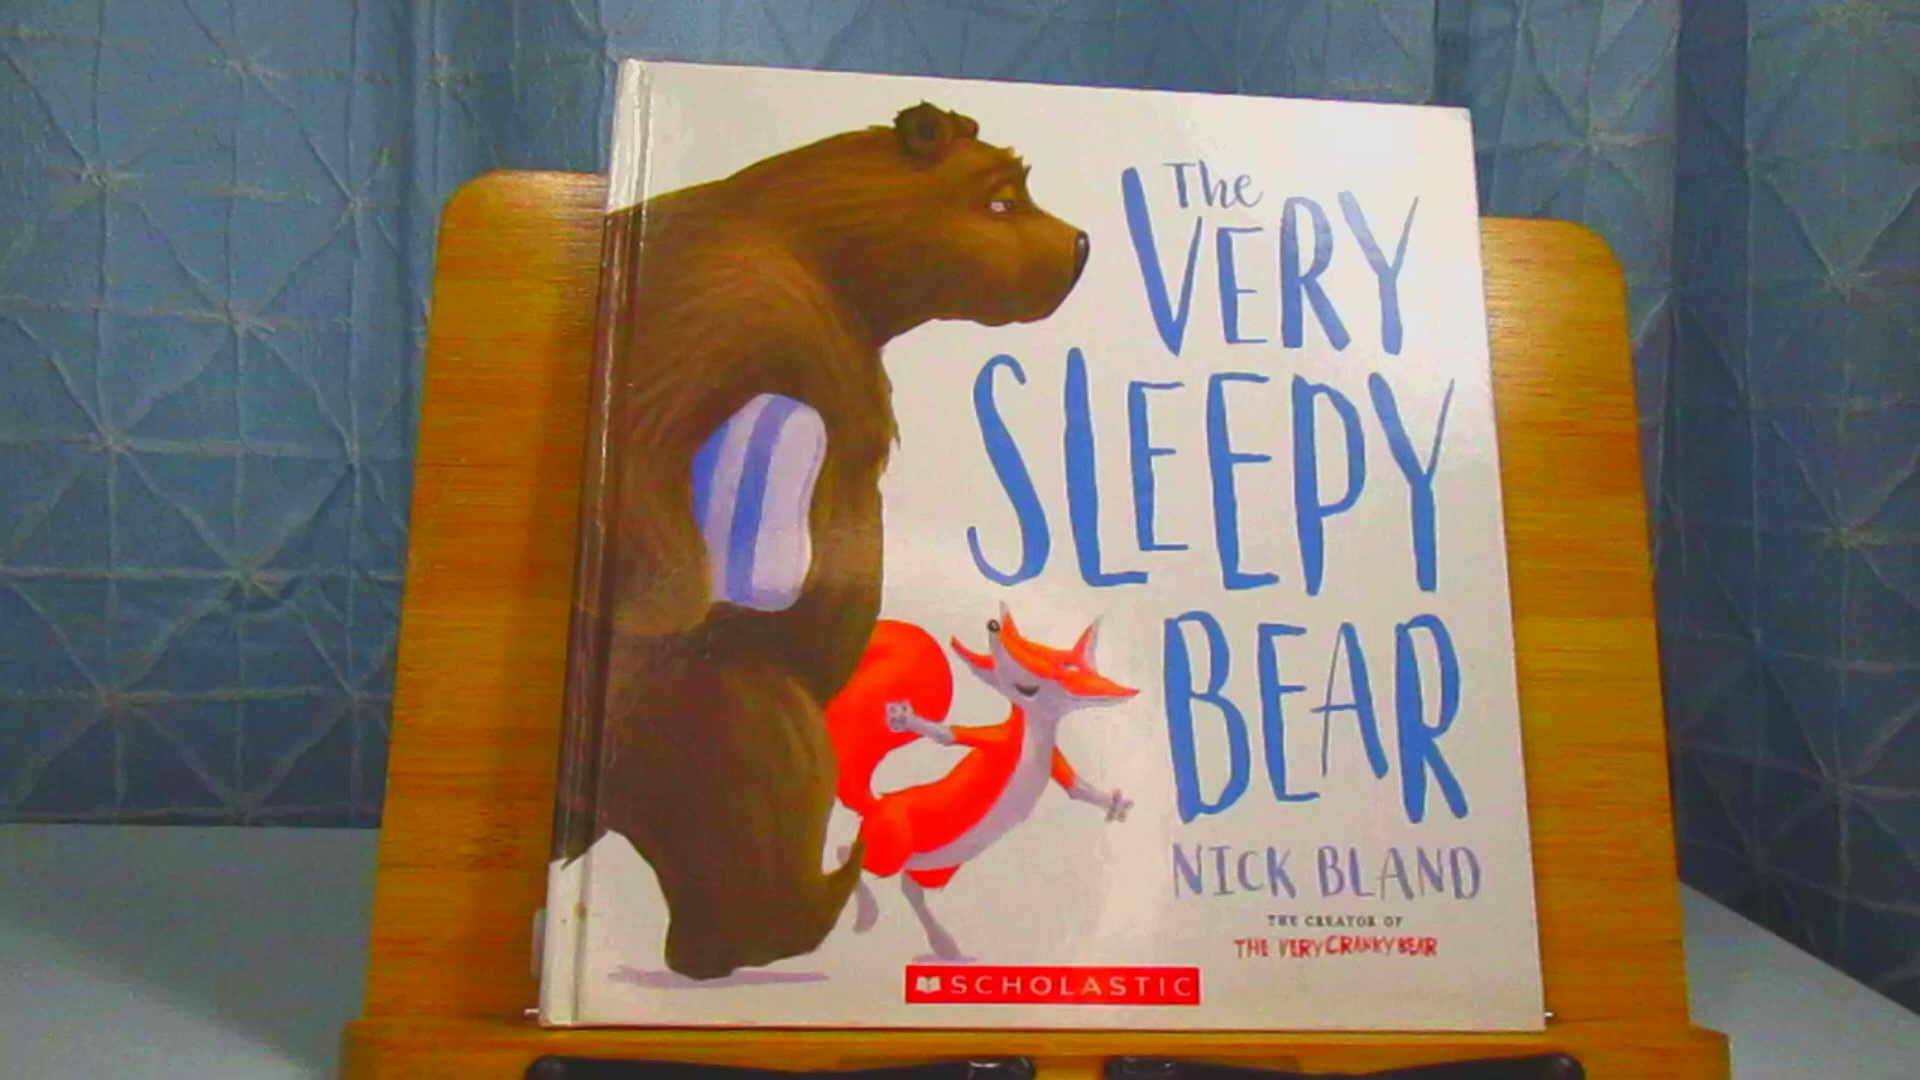 The
VERY
SLEEPY
BEAR
NICK BLAND
THE CREATOR OF
THE VERY CRANKY BEAR
SCHOLASTIC